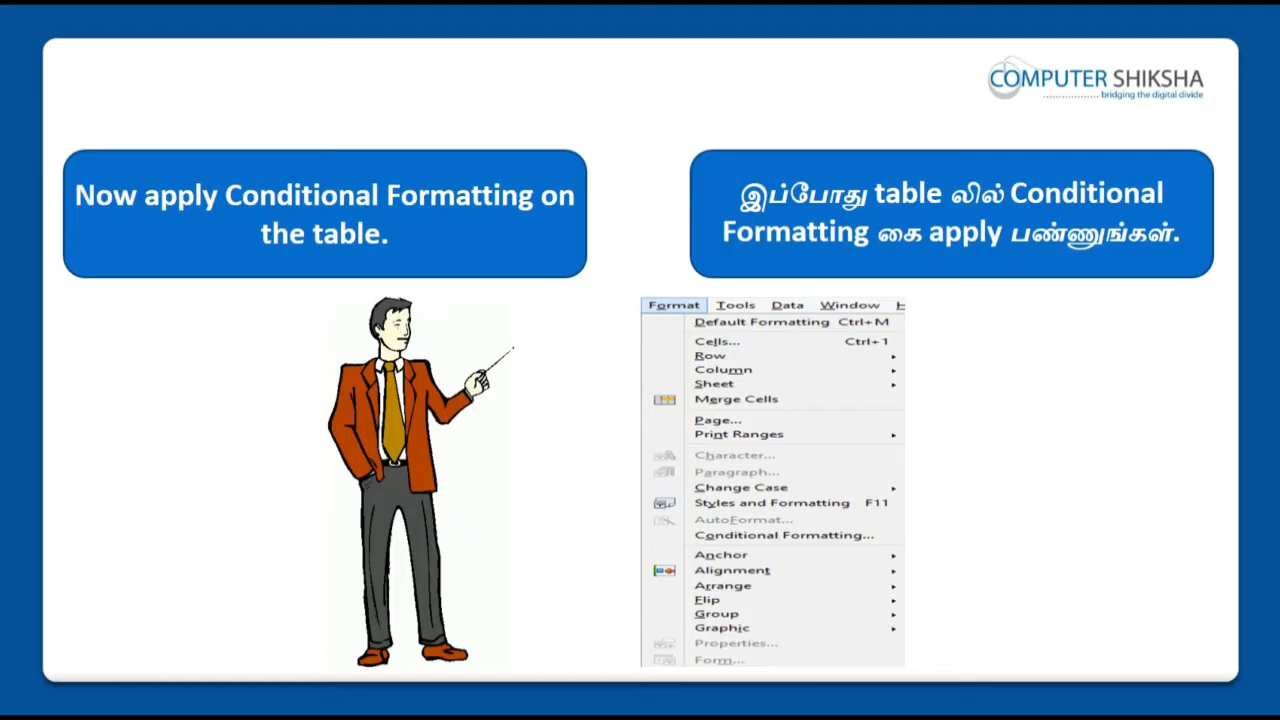 COMPUTER SHIKSHA
bridging the digital divide
Now apply Conditional Formatting on
the table.
இப்போது table லில் Conditional
Formatting கை apply பண்ணுங்கள்.
Format Tools Data Window H
Default Formatting Ctrl+M
Cells... Ctrl+1
Row
Column
Sheet
Merge Cells
Page...
Print Ranges
Character...
Paragraph...
Change Case
Styles and Formatting F11
AutoFormat...
Conditional Formatting...
Anchor
Alignment
Arrange
Flip
Group
Graphic
Properties...
Form...